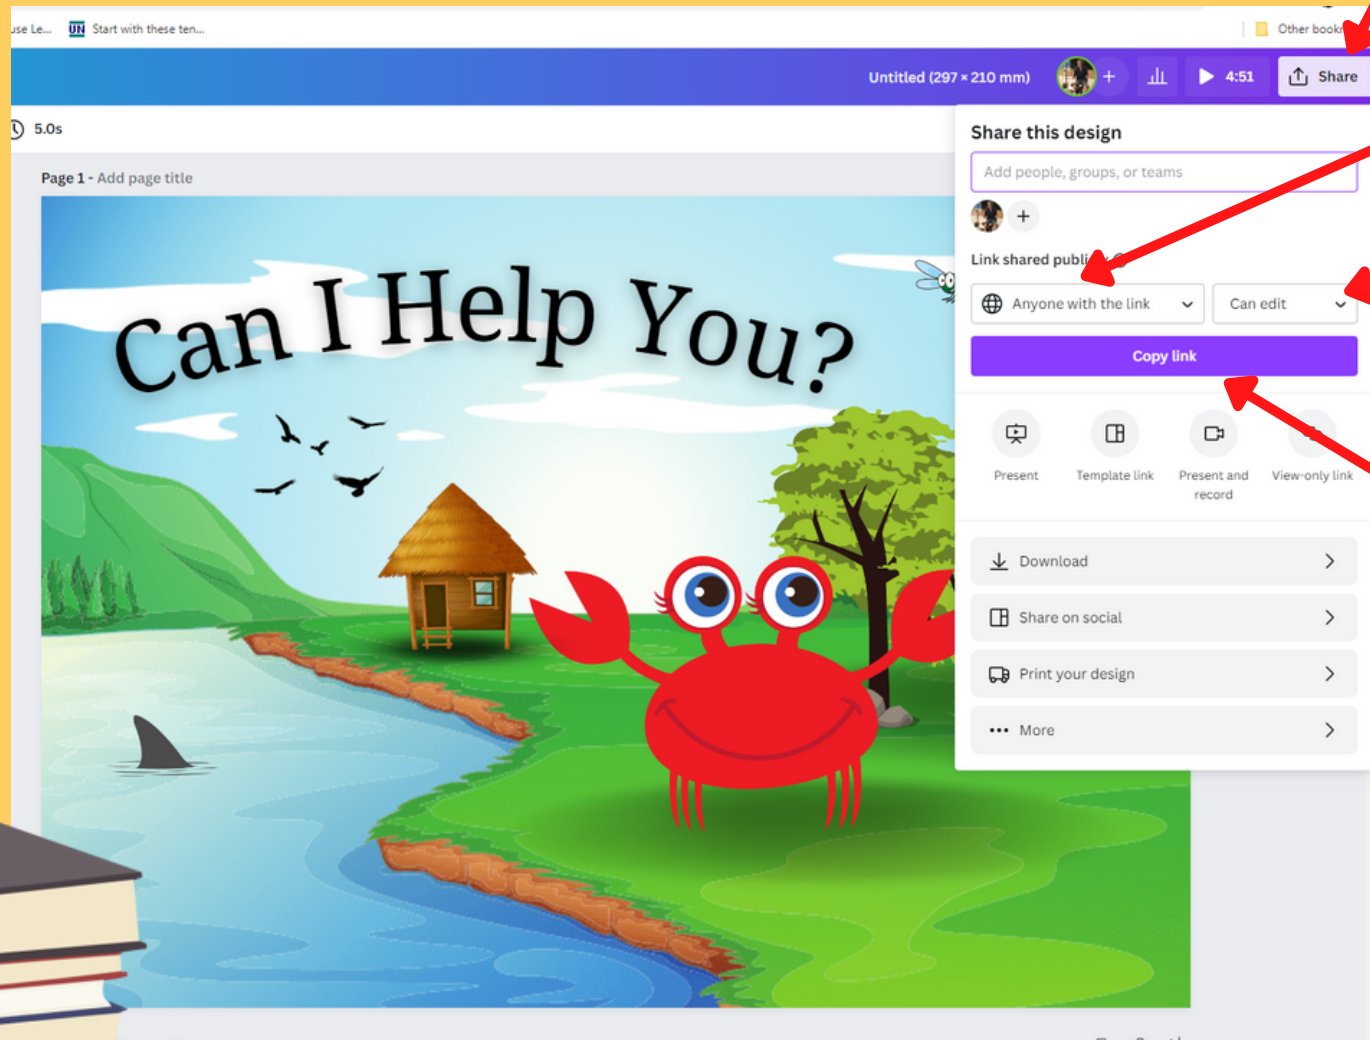 Start with these ten...
Untitled (297 × 210 mm)
4:51
Share
5.0s
Page 1 - Add page title
Can I Help You?
Share this design
Add people, groups, or teams
Link shared
Anyone with the link
Can edit
Copy link
Present
Template link
Present and
record
View-only link
Download
Share on social
Print your design
More